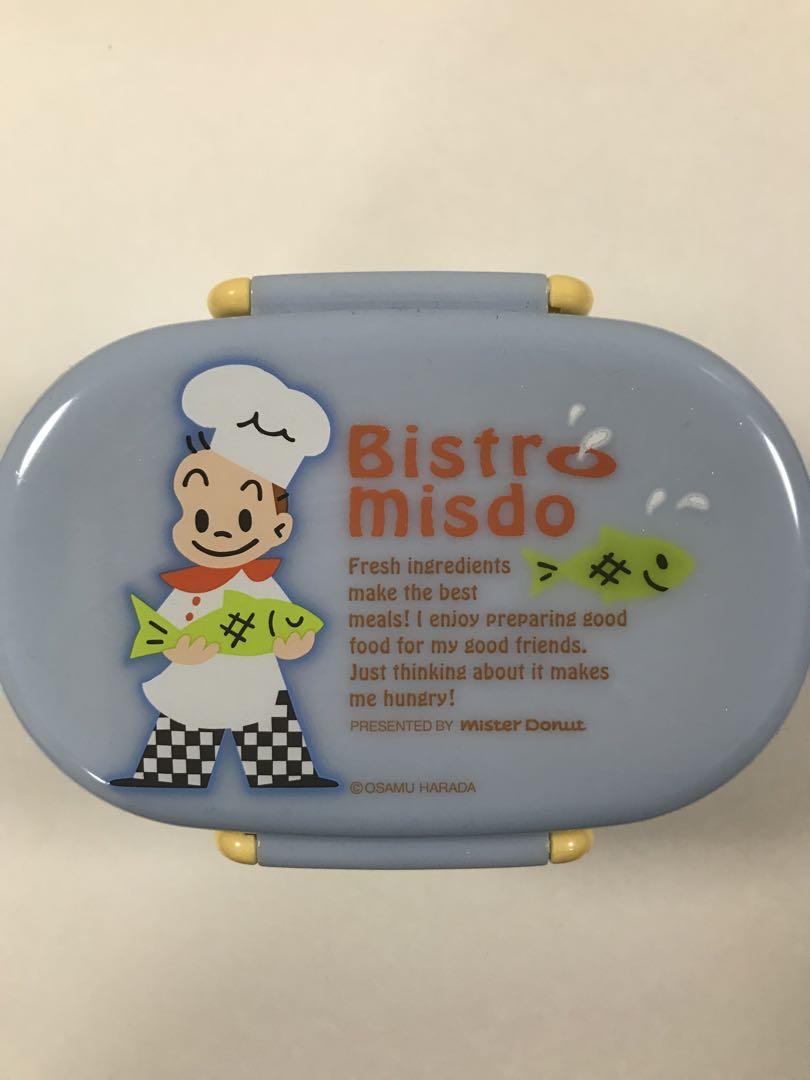 Bistro
misdo
Fresh ingredients
make the best
meals! I enjoy preparing good
food for my good friends.
Just thinking about it makes
me hungry!
PRESENTED BY mister Donut
©OSAMU HARADA